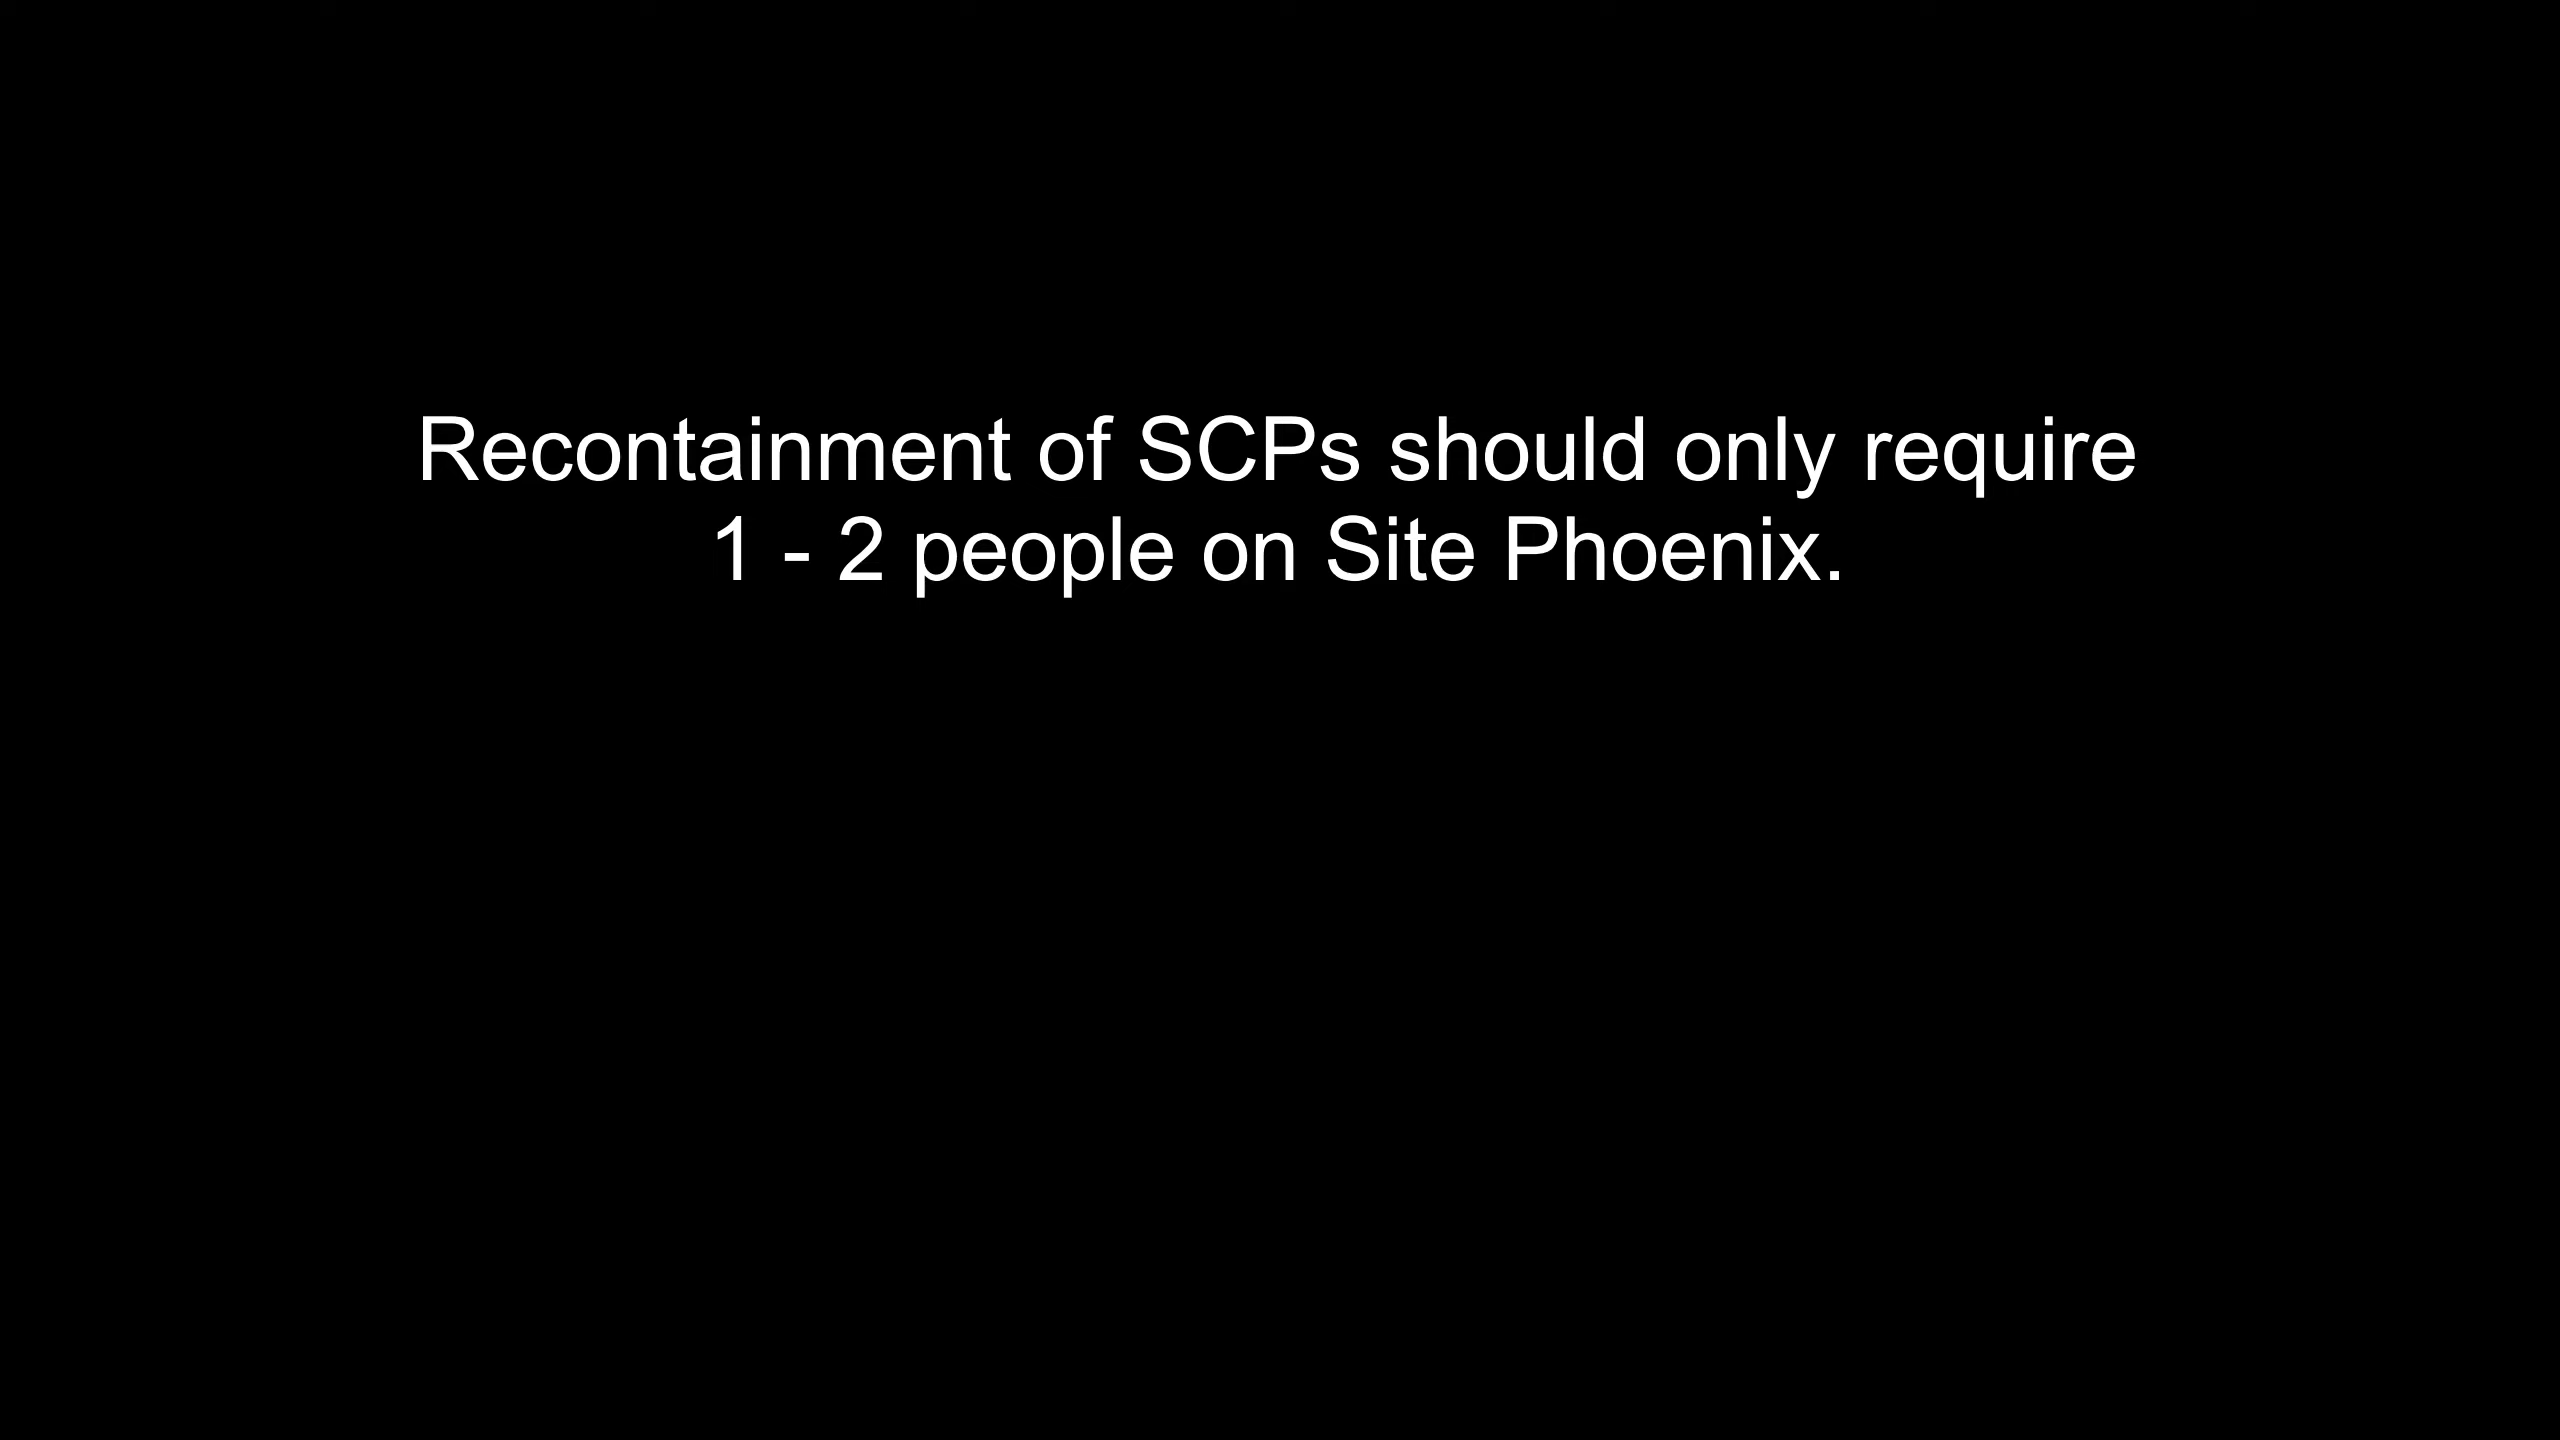 Recontainment of SCPs should only require
1 - 2 people on Site Phoenix.